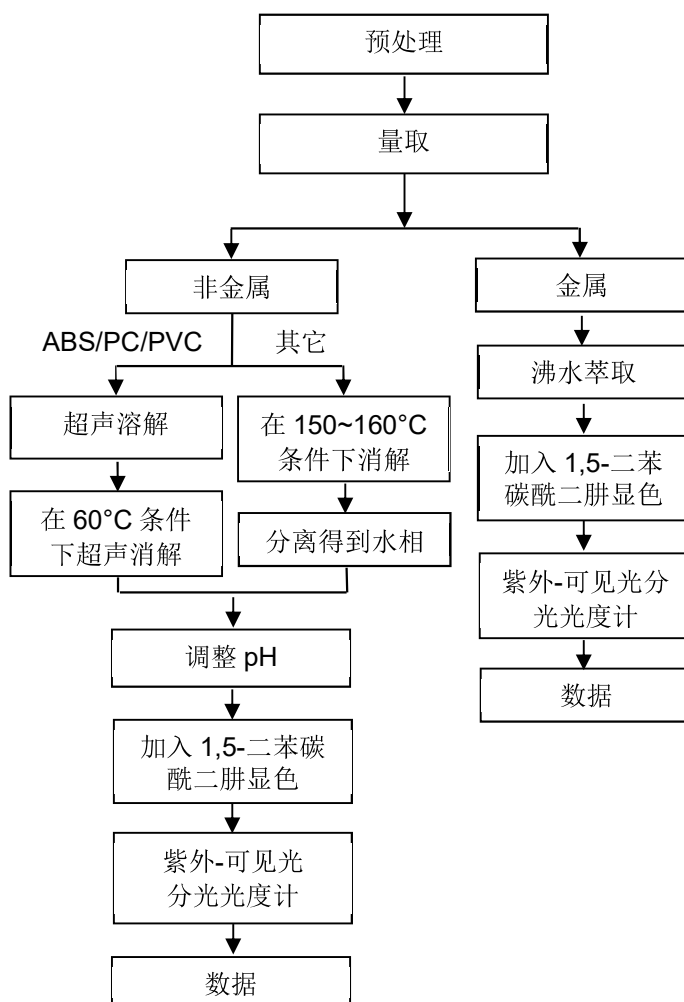 预处理
量取
非金属
金属
ABS/PC/PVC
其它
沸水萃取
超声溶解
在 150~160°C
条件下消解
加入 1,5-二苯
碳酰二肼显色
在 60°C 条件
下超声消解
分离得到水相
紫外-可见光分
光光度计
调整 pH
数据
加入 1,5-二苯碳
酰二肼显色
紫外-可见光
分光光度计
数据